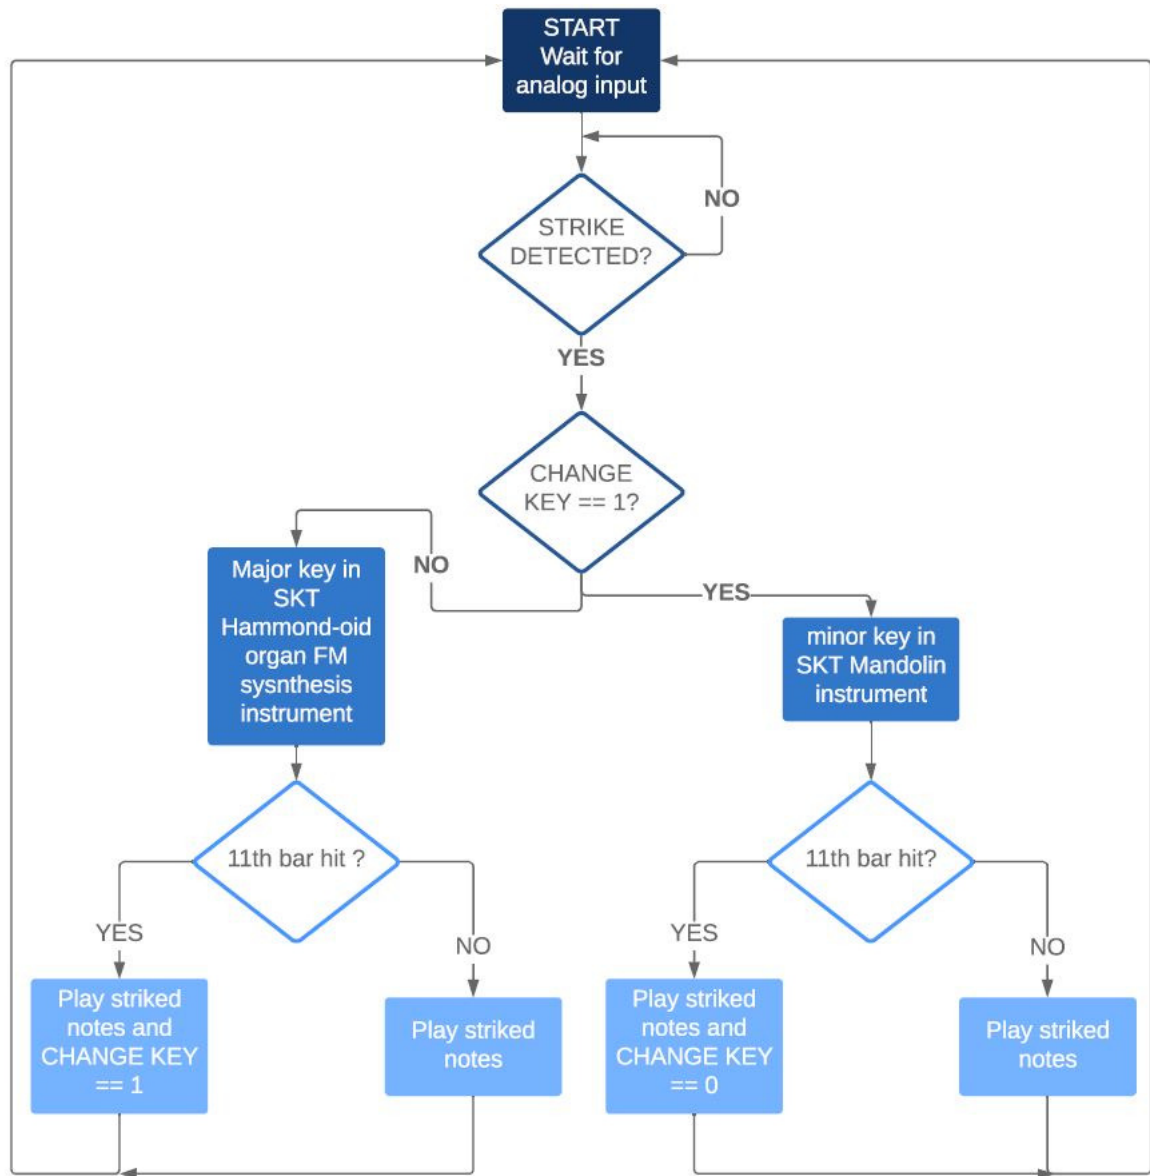 START
Wait for
analog input
NO
STRIKE
DETECTED?
YES
CHANGE
KEY == 1?
NO
YES
Major key in
SKT
Hammond-oid
organ FM
sysnthesis
instrument
minor key in
SKT Mandolin
instrument
11th bar hit ?
11th bar hit?
YES
NO
YES
NO
Play striked
notes and
CHANGE KEY
== 1
Play striked
notes
Play striked
notes and
CHANGE KEY
== 0
Play striked
notes